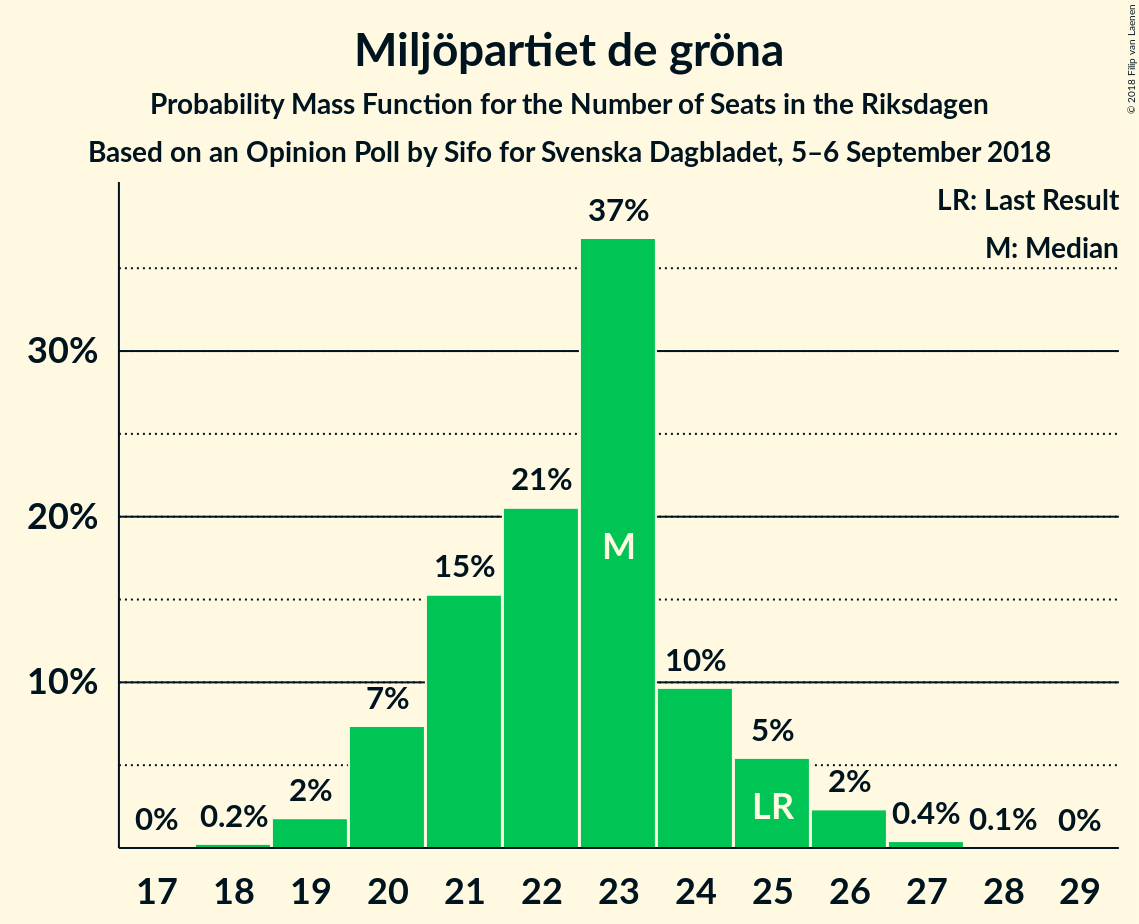 Miljöpartiet de gröna
Probability Mass Function for the Number of Seats in the Riksdagen
Based on an Opinion Poll by Sifo for Svenska Dagbladet, 5–6 September 2018
© 2018 Filip van Laenen
LR: Last Result
M: Median
30%
20%
10%
0%
0.2%
2%
7%
15%
21%
37%
M
10%
5%
LR
2%
0.4%
0.1%
0%
17 18 19 20 21 22 23 24 25 26 27 28 29